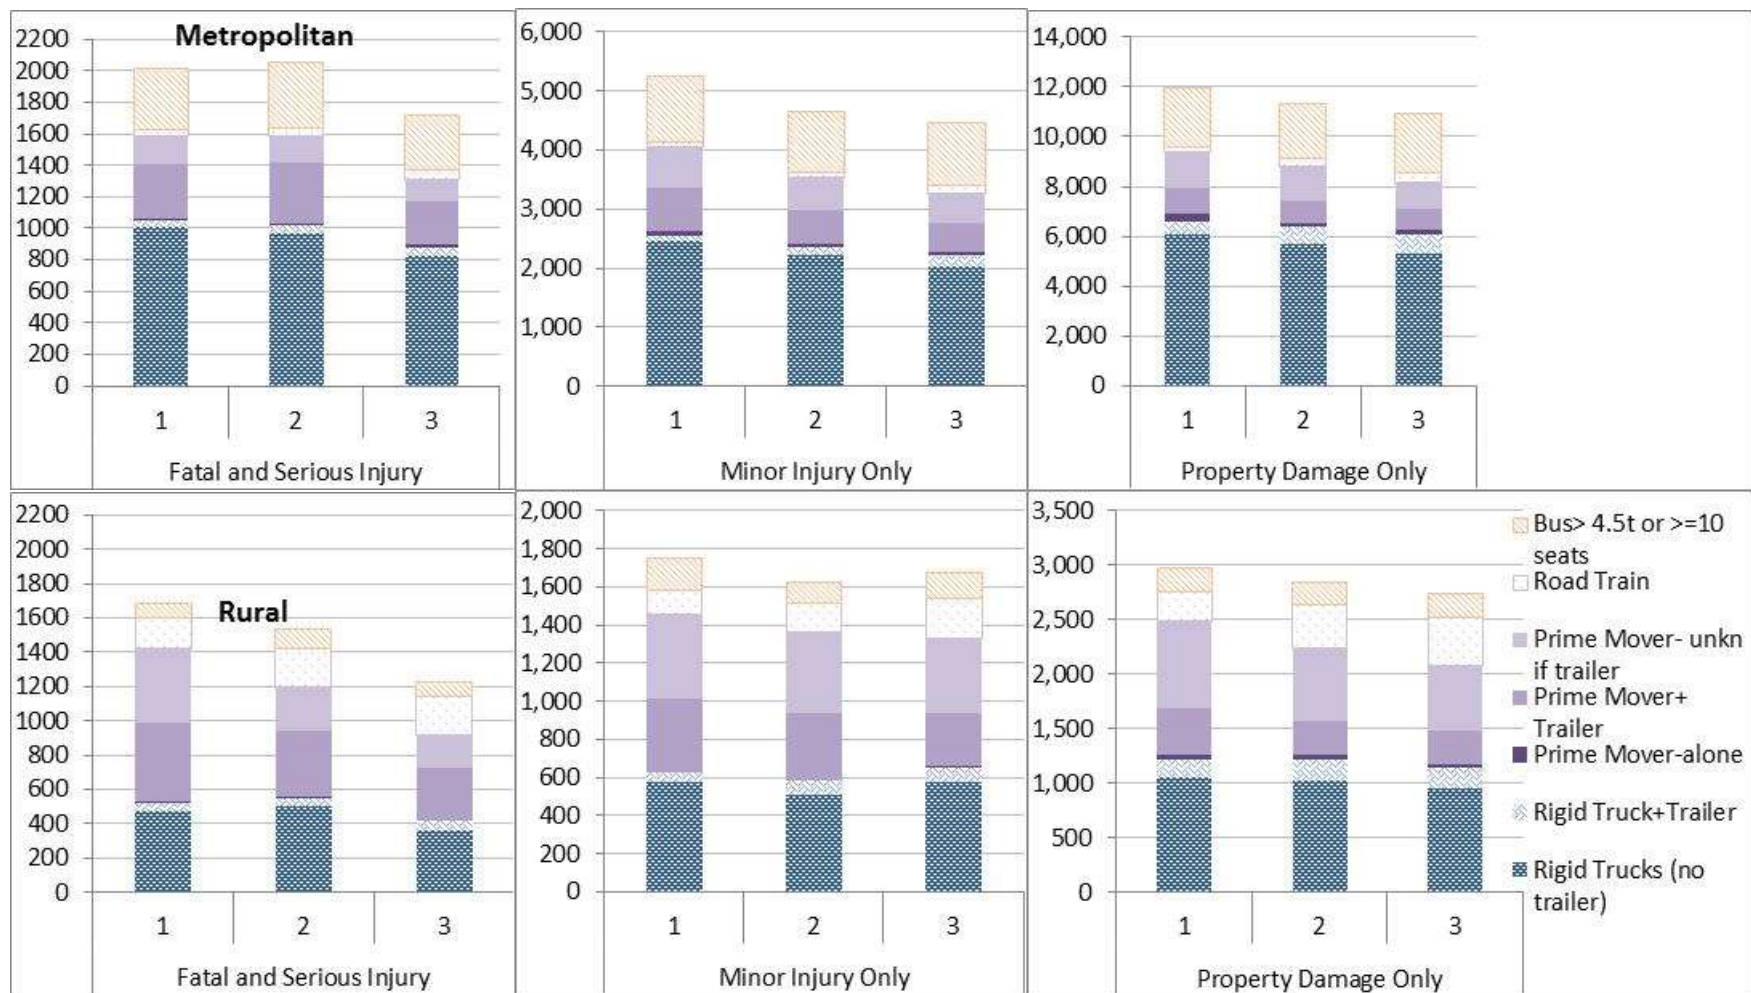 Metropolitan
2200
2000
1800
1600
1400
1200
1000
800
600
400
200
0
1 2 3
Fatal and Serious Injury
6,000
5,000
4,000
3,000
2,000
1,000
0
1 2 3
Minor Injury Only
14,000
12,000
10,000
8,000
6,000
4,000
2,000
0
1 2 3
Property Damage Only
Rural
2200
2000
1800
1600
1400
1200
1000
800
600
400
200
0
1 2 3
Fatal and Serious Injury
2,000
1,800
1,600
1,400
1,200
1,000
800
600
400
200
0
1 2 3
Minor Injury Only
3,500
3,000
2,500
2,000
1,500
1,000
500
0
1 2 3
Property Damage Only
Bus> 4.5t or >=10
seats
Road Train
Prime Mover- unkn
if trailer
Prime Mover+
Trailer
Prime Mover-alone
Rigid Truck+Trailer
Rigid Trucks (no
trailer)